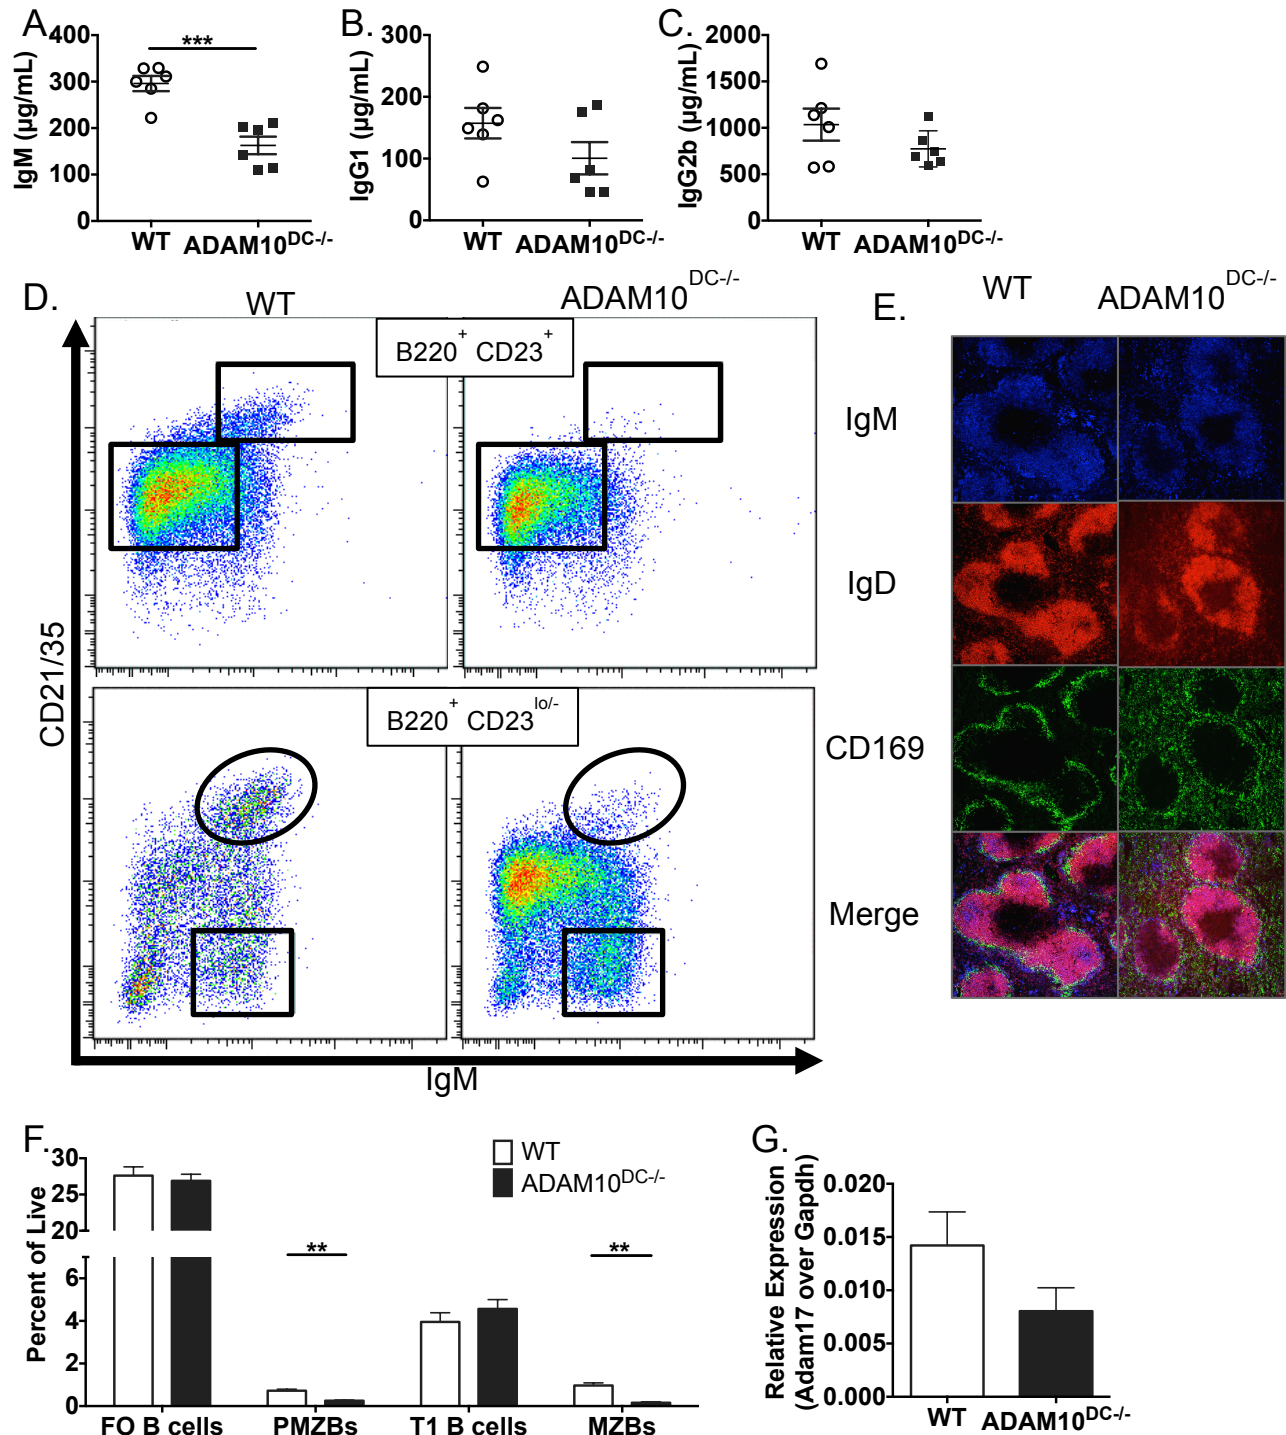 A.
400
300
200
100
0
IgM (µg/mL)
***
WT
ADAM10DC-/-
B.
300
200
100
0
IgG1 (µg/mL)
WT
ADAM10DC-/-
C.
2000
1500
1000
500
0
IgG2b (µg/mL)
WT
ADAM10DC-/-
D.
WT
ADAM10DC-/-
B220+ CD23+
B220+ CD23lo/-
CD21/35
IgM
E.
WT
ADAM10DC-/-
IgM
IgD
CD169
Merge
F.
30
25
20
6
4
2
0
Percent of Live
WT
ADAM10DC-/-
**
**
FO B cells
PMZBs
T1 B cells
MZBs
G.
Relative Expression
(Adam17 over Gapdh)
0.020
0.015
0.010
0.005
0.000
WT
ADAM10DC-/-